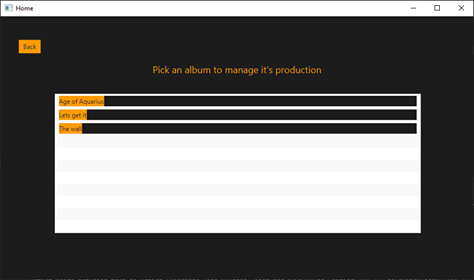 Home
Back
Pick an album to manage it's production
Age of Aquarius
Lets get it
The wall